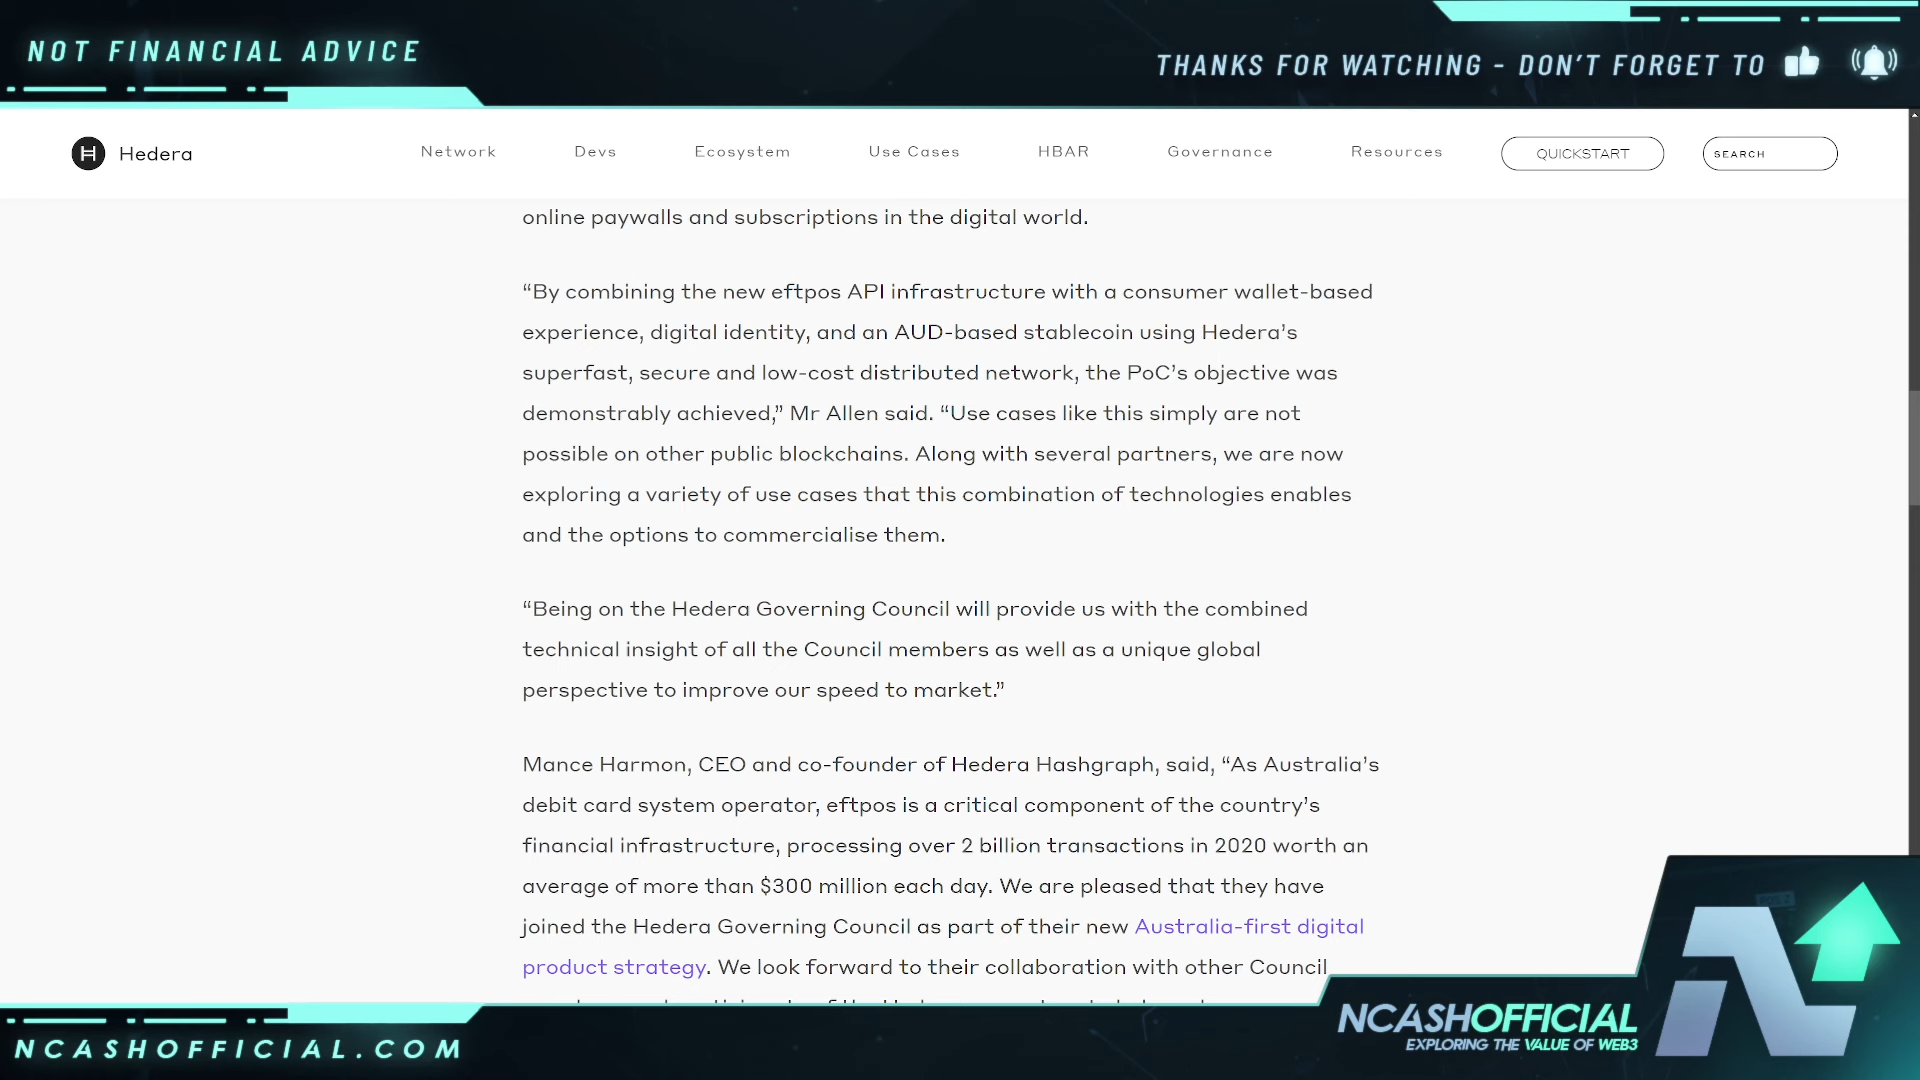 NOT FINANCIAL ADVICE
THANKS FOR WATCHING - DON'T FORGET TO
Hedera
Network
Devs
Ecosystem
Use Cases
HBAR
Governance
Resources
QUICKSTART
SEARCH
online paywalls and subscriptions in the digital world.
“By combining the new eftpos API infrastructure with a consumer wallet-based
experience, digital identity, and an AUD-based stablecoin using Hedera’s
superfast, secure and low-cost distributed network, the PoC’s objective was
demonstrably achieved,” Mr Allen said. “Use cases like this simply are not
possible on other public blockchains. Along with several partners, we are now
exploring a variety of use cases that this combination of technologies enables
and the options to commercialise them.
“Being on the Hedera Governing Council will provide us with the combined
technical insight of all the Council members as well as a unique global
perspective to improve our speed to market.”
Mance Harmon, CEO and co-founder of Hedera Hashgraph, said, “As Australia’s
debit card system operator, eftpos is a critical component of the country’s
financial infrastructure, processing over 2 billion transactions in 2020 worth an
average of more than $300 million each day. We are pleased that they have
joined the Hedera Governing Council as part of their new Australia-first digital
product strategy. We look forward to their collaboration with other Council
NCASHOFFICIAL.COM
NCASHOFFICIAL
EXPLORING THE VALUE OF WEB3